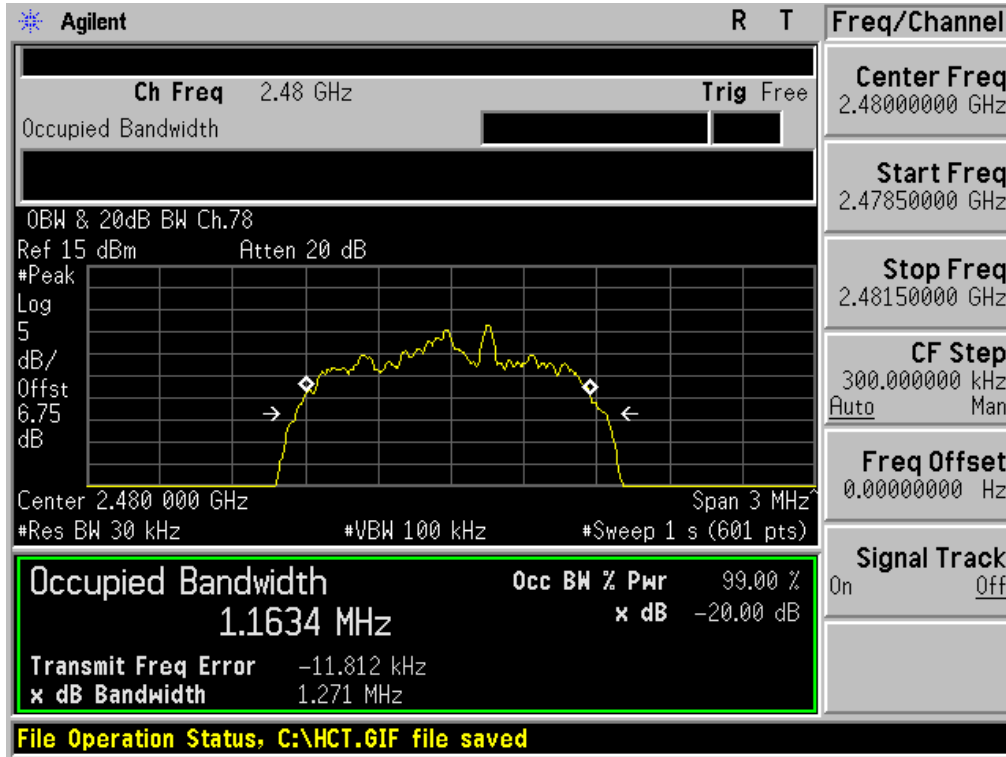 Agilent R T
Freq/Channel
Ch Freq 2.48 GHz Trig Free
Occupied Bandwidth
OBW & 20dB BW Ch.78
Ref 15 dBm Atten 20 dB
#Peak
Log
5
dB/
Offst
6.75
dB
Center 2.480 000 GHz Span 3 MHz^
#Res BW 30 kHz #VBW 100 kHz #Sweep 1 s (601 pts)
Occupied Bandwidth Occ BW % Pwr 99.00 %
1.1634 MHz x dB -20.00 dB
Transmit Freq Error -11.812 kHz
x dB Bandwidth 1.271 MHz
File Operation Status, C:\HCT.GIF file saved
Center Freq
2.48000000 GHz
Start Freq
2.47850000 GHz
Stop Freq
2.48150000 GHz
CF Step
300.000000 kHz
Auto Man
Freq Offset
0.00000000 Hz
Signal Track
On Off